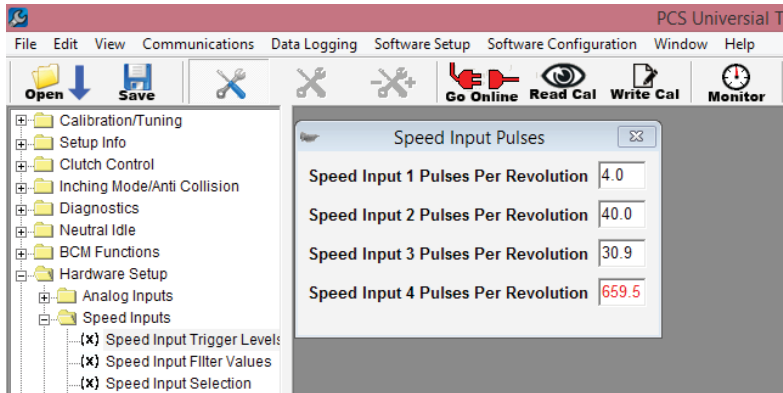 PCS Universial T
File Edit View Communications Data Logging Software Setup Software Configuration Window Help
Open Save Go Online Read Cal Write Cal Monitor
Calibration/Tuning
Setup Info
Clutch Control
Inching Mode/Anti Collision
Diagnostics
Neutral Idle
BCM Functions
Hardware Setup
Analog Inputs
Speed Inputs
(x) Speed Input Trigger Levels
(x) Speed Input FIlter Values
(x) Speed Input Selection
Speed Input Pulses
Speed Input 1 Pulses Per Revolution 4.0
Speed Input 2 Pulses Per Revolution 40.0
Speed Input 3 Pulses Per Revolution 30.9
Speed Input 4 Pulses Per Revolution 659.5